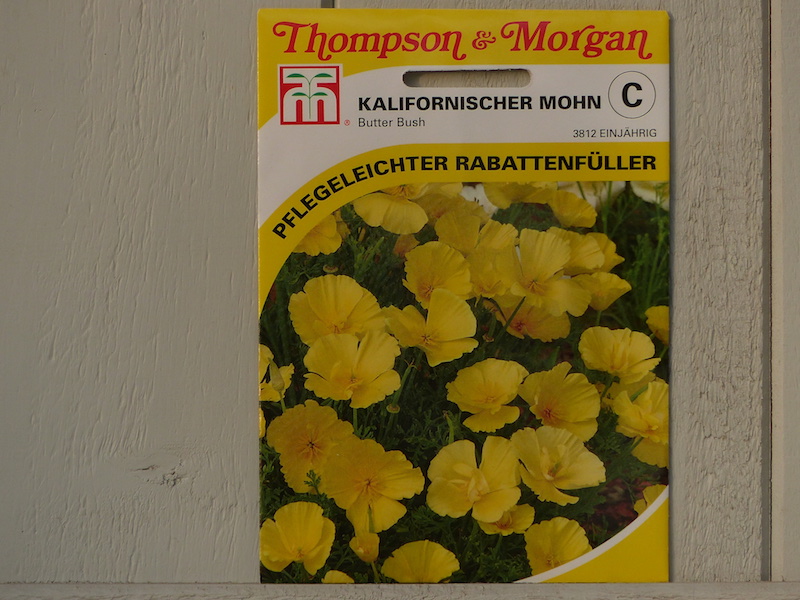 Thompson & Morgan
KALIFORNISCHER MOHN C
Butter Bush
3812 EINJÄHRIG
PFLEGELEICHTER RABATTENFÜLLER